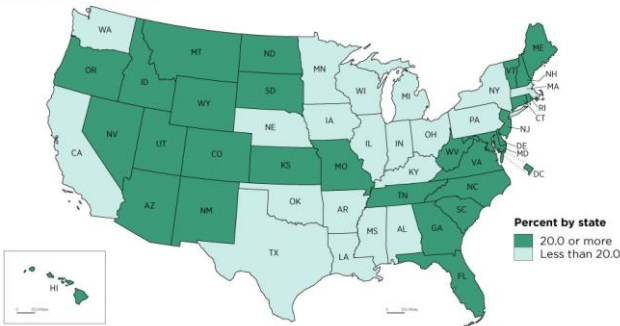 WA
MT
ND
MN
ME
VT
NH
OR
ID
SD
WI
MI
NY
MA
WY
RI
CT
NE
IA
PA
NJ
NV
UT
CO
IL
IN
OH
DE
MD
CA
KS
MO
WV
VA
DC
KY
NC
AZ
NM
OK
TN
AR
SC
MS
AL
GA
TX
LA
FL
HI
Percent by state
20.0 or more
Less than 20.0